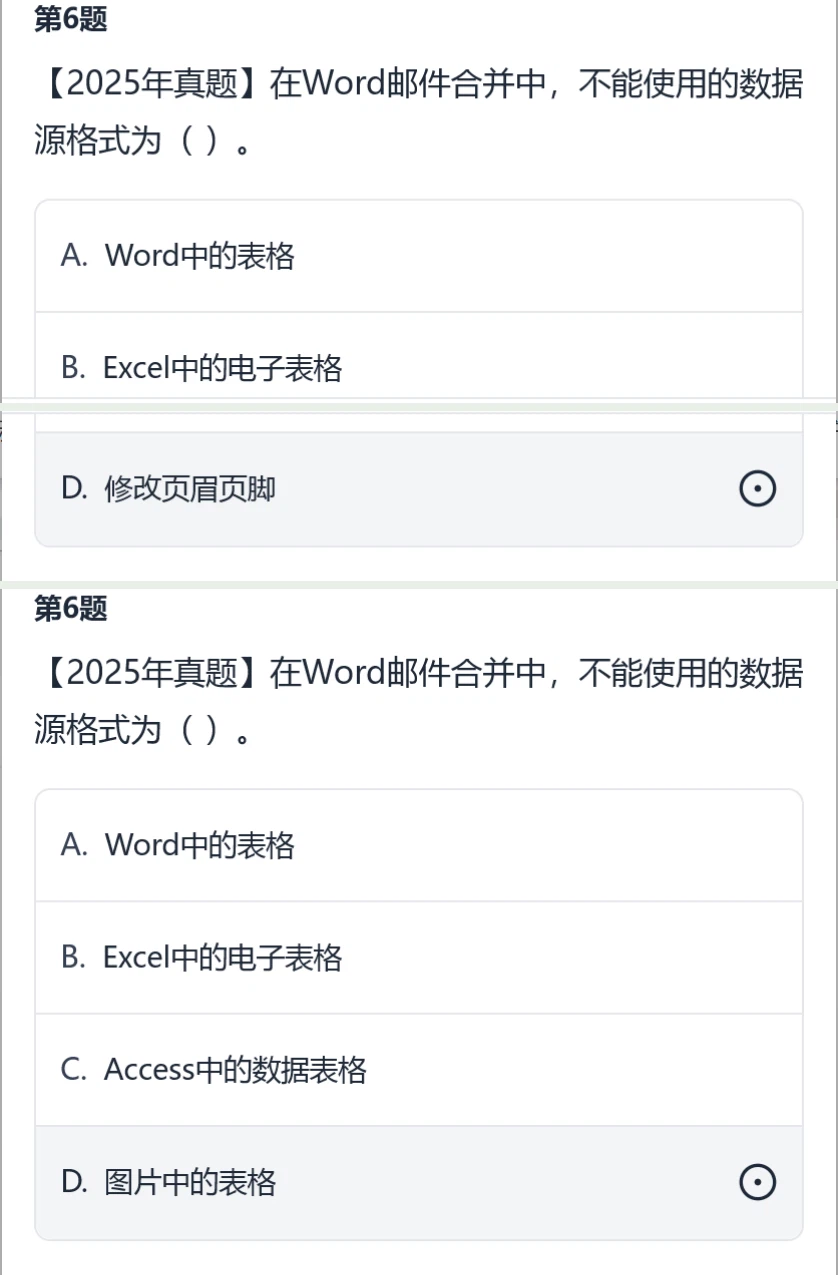 第6题
【2025年真题】在Word邮件合并中，不能使用的数据
源格式为（ ）。
A. Word中的表格
B. Excel中的电子表格
D. 修改页眉页脚
第6题
【2025年真题】在Word邮件合并中，不能使用的数据
源格式为（ ）。
A. Word中的表格
B. Excel中的电子表格
C. Access中的数据表格
D. 图片中的表格